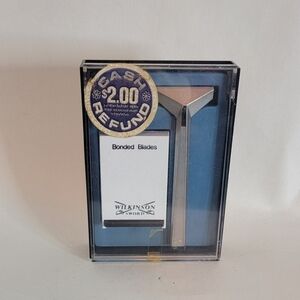 CASH
$2.00
REFUND
Bonded Blades
WILKINSON
SWORD